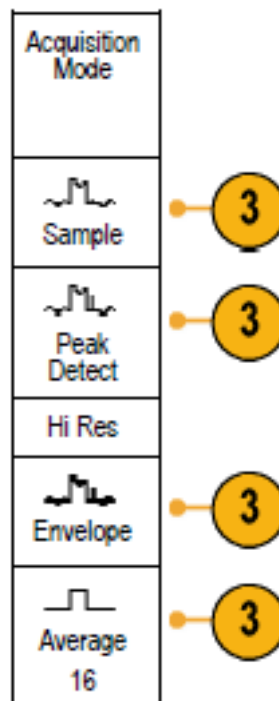 Acquisition
Mode
Sample
3
Peak
Detect
3
Hi Res
Envelope
3
Average
16
3